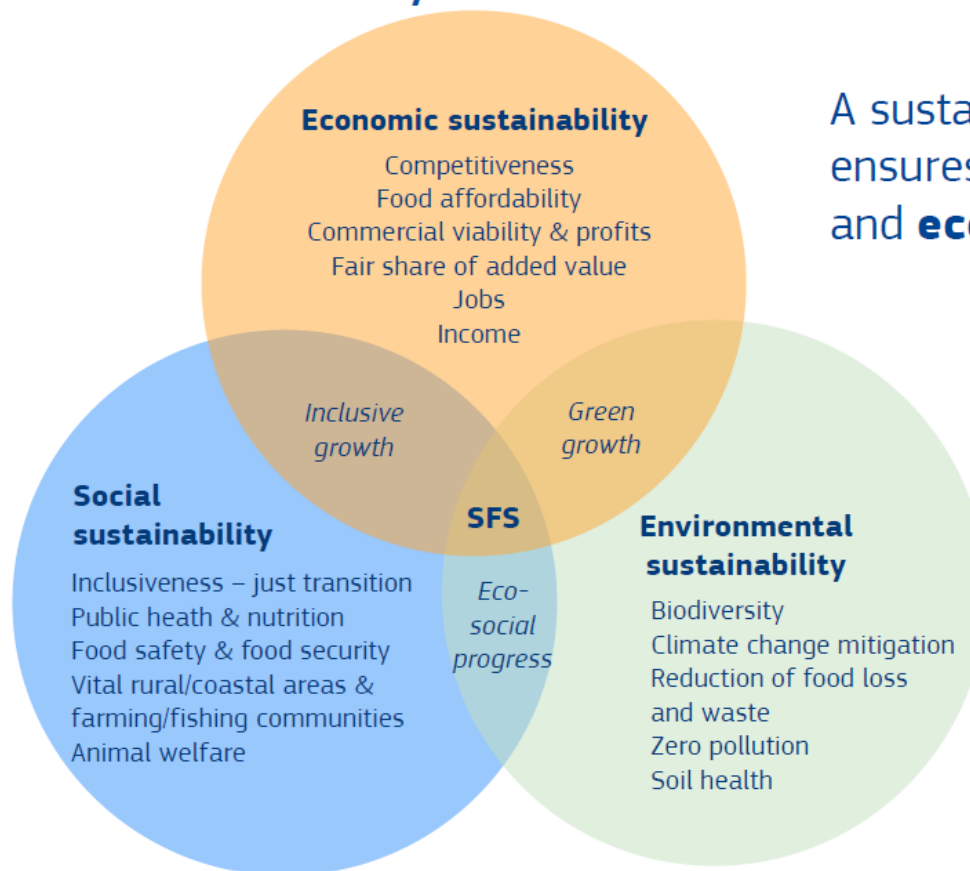 Economic sustainability
Competitiveness
Food affordability
Commercial viability & profits
Fair share of added value
Jobs
Income
A susta
ensures
and eco
Inclusive
growth
Green
growth
SFS
Eco-
social
progress
Social
sustainability
Inclusiveness – just transition
Public heath & nutrition
Food safety & food security
Vital rural/coastal areas &
farming/fishing communities
Animal welfare
Environmental
sustainability
Biodiversity
Climate change mitigation
Reduction of food loss
and waste
Zero pollution
Soil health